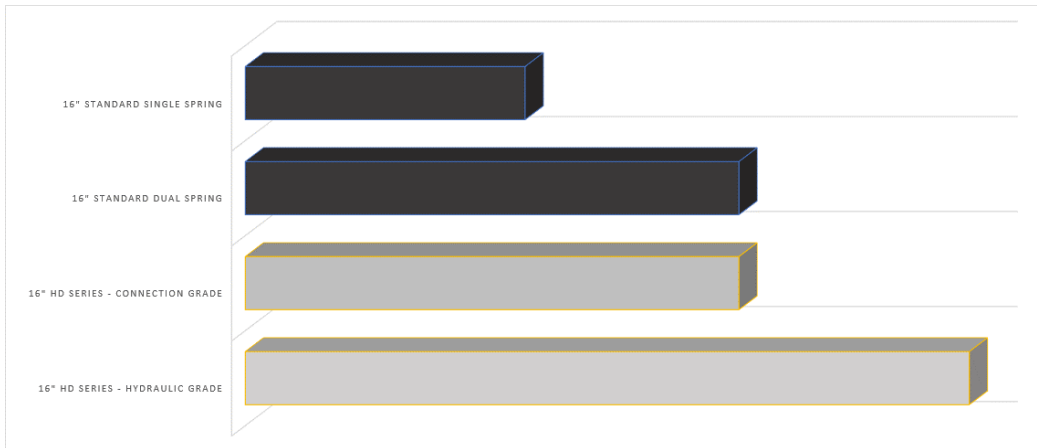 16" STANDARD SINGLE SPRING
16" STANDARD DUAL SPRING
16" HD SERIES - CONNECTION GRADE
16" HD SERIES - HYDRAULIC GRADE